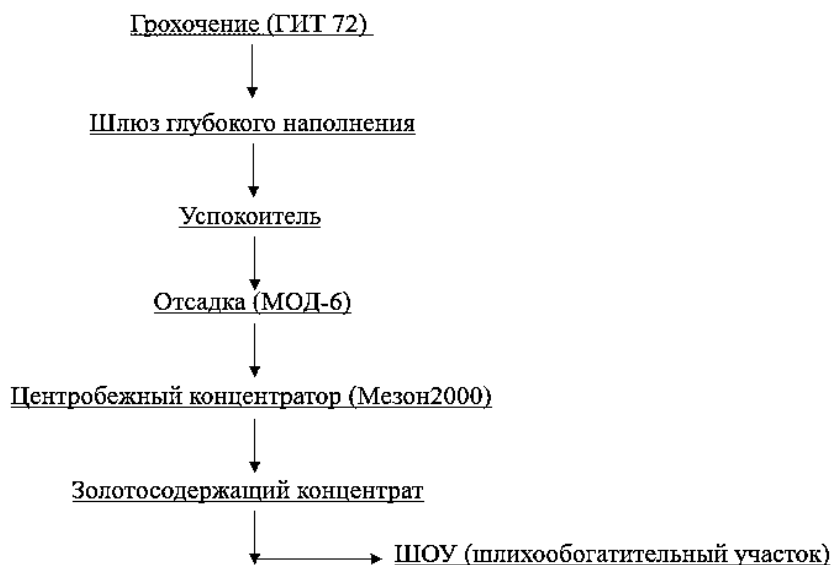 Грохочение (ГИТ 72)
Шлюз глубокого наполнения
Успокоитель
Отсадка (МОД-6)
Центробежный концентратор (Мезон2000)
Золотосодержащий концентрат
ШОУ (шлихообогатительный участок)